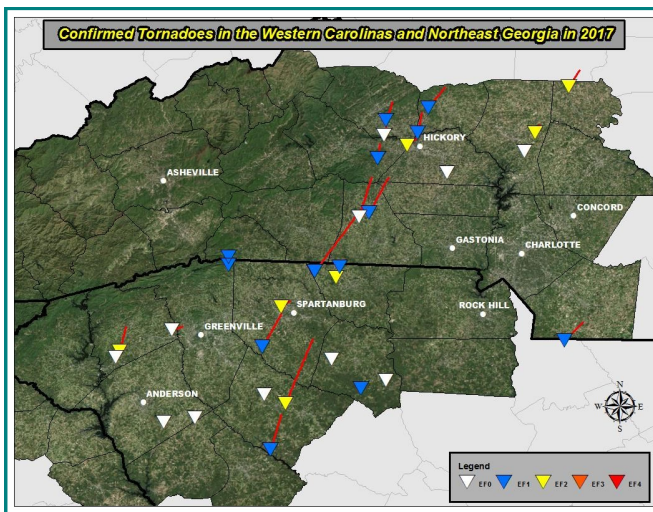 Confirmed Tornadoes in the Western Carolinas and Northeast Georgia in 2017
HICKORY
ASHEVILLE
CONCORD
GASTONIA
CHARLOTTE
SPARTANBURG
ROCK HILL
GREENVILLE
ANDERSON
N
W E
S
Legend
EF0 EF1 EF2 EF3 EF4